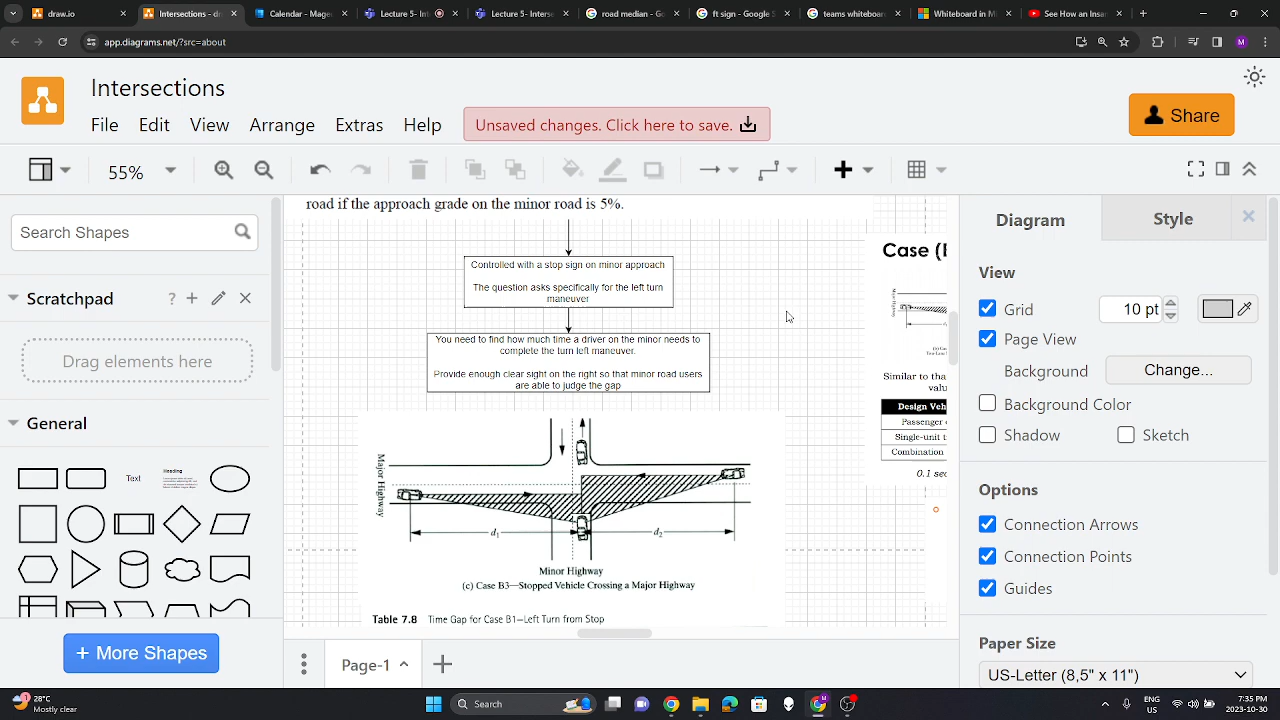 draw.io
Intersections - dr
Calendar - Mage
Lecture 5- Int
Lecture 5 - Interse
road median - G
ft sign - Google S
teams whiteboar
Whiteboard in Mi
See How an Insa
app.diagrams.net/?src=about
M
Intersections
File Edit View Arrange Extras Help
Unsaved changes. Click here to save.
Share
55%
Search Shapes
Scratchpad
?
Drag elements here
General
Text
Heading
+ More Shapes
road if the approach grade on the minor road is 5%.
Controlled with a stop sign on minor approach
The question asks specifically for the left turn
maneuver
You need to find how much time a driver on the minor needs to
complete the turn left maneuver.
Provide enough clear sight on the right so that minor road users
are able to judge the gap
Major Highway
d1
d2
Minor Highway
(c) Case B3—Stopped Vehicle Crossing a Major Highway
Table 7.8 Time Gap for Case B1—Left Turn from Stop
Case (B
Similar to tha
valu
Design Veh
Passenger c
Single-unit t
Combination
0.1 sec
Page-1
Diagram
Style
View
Grid
10 pt
Page View
Background
Change...
Background Color
Shadow
Sketch
Options
Connection Arrows
Connection Points
Guides
Paper Size
US-Letter (8,5" x 11")
28°C
Mostly clear
Search
ENG
US
7:35 PM
2023-10-30